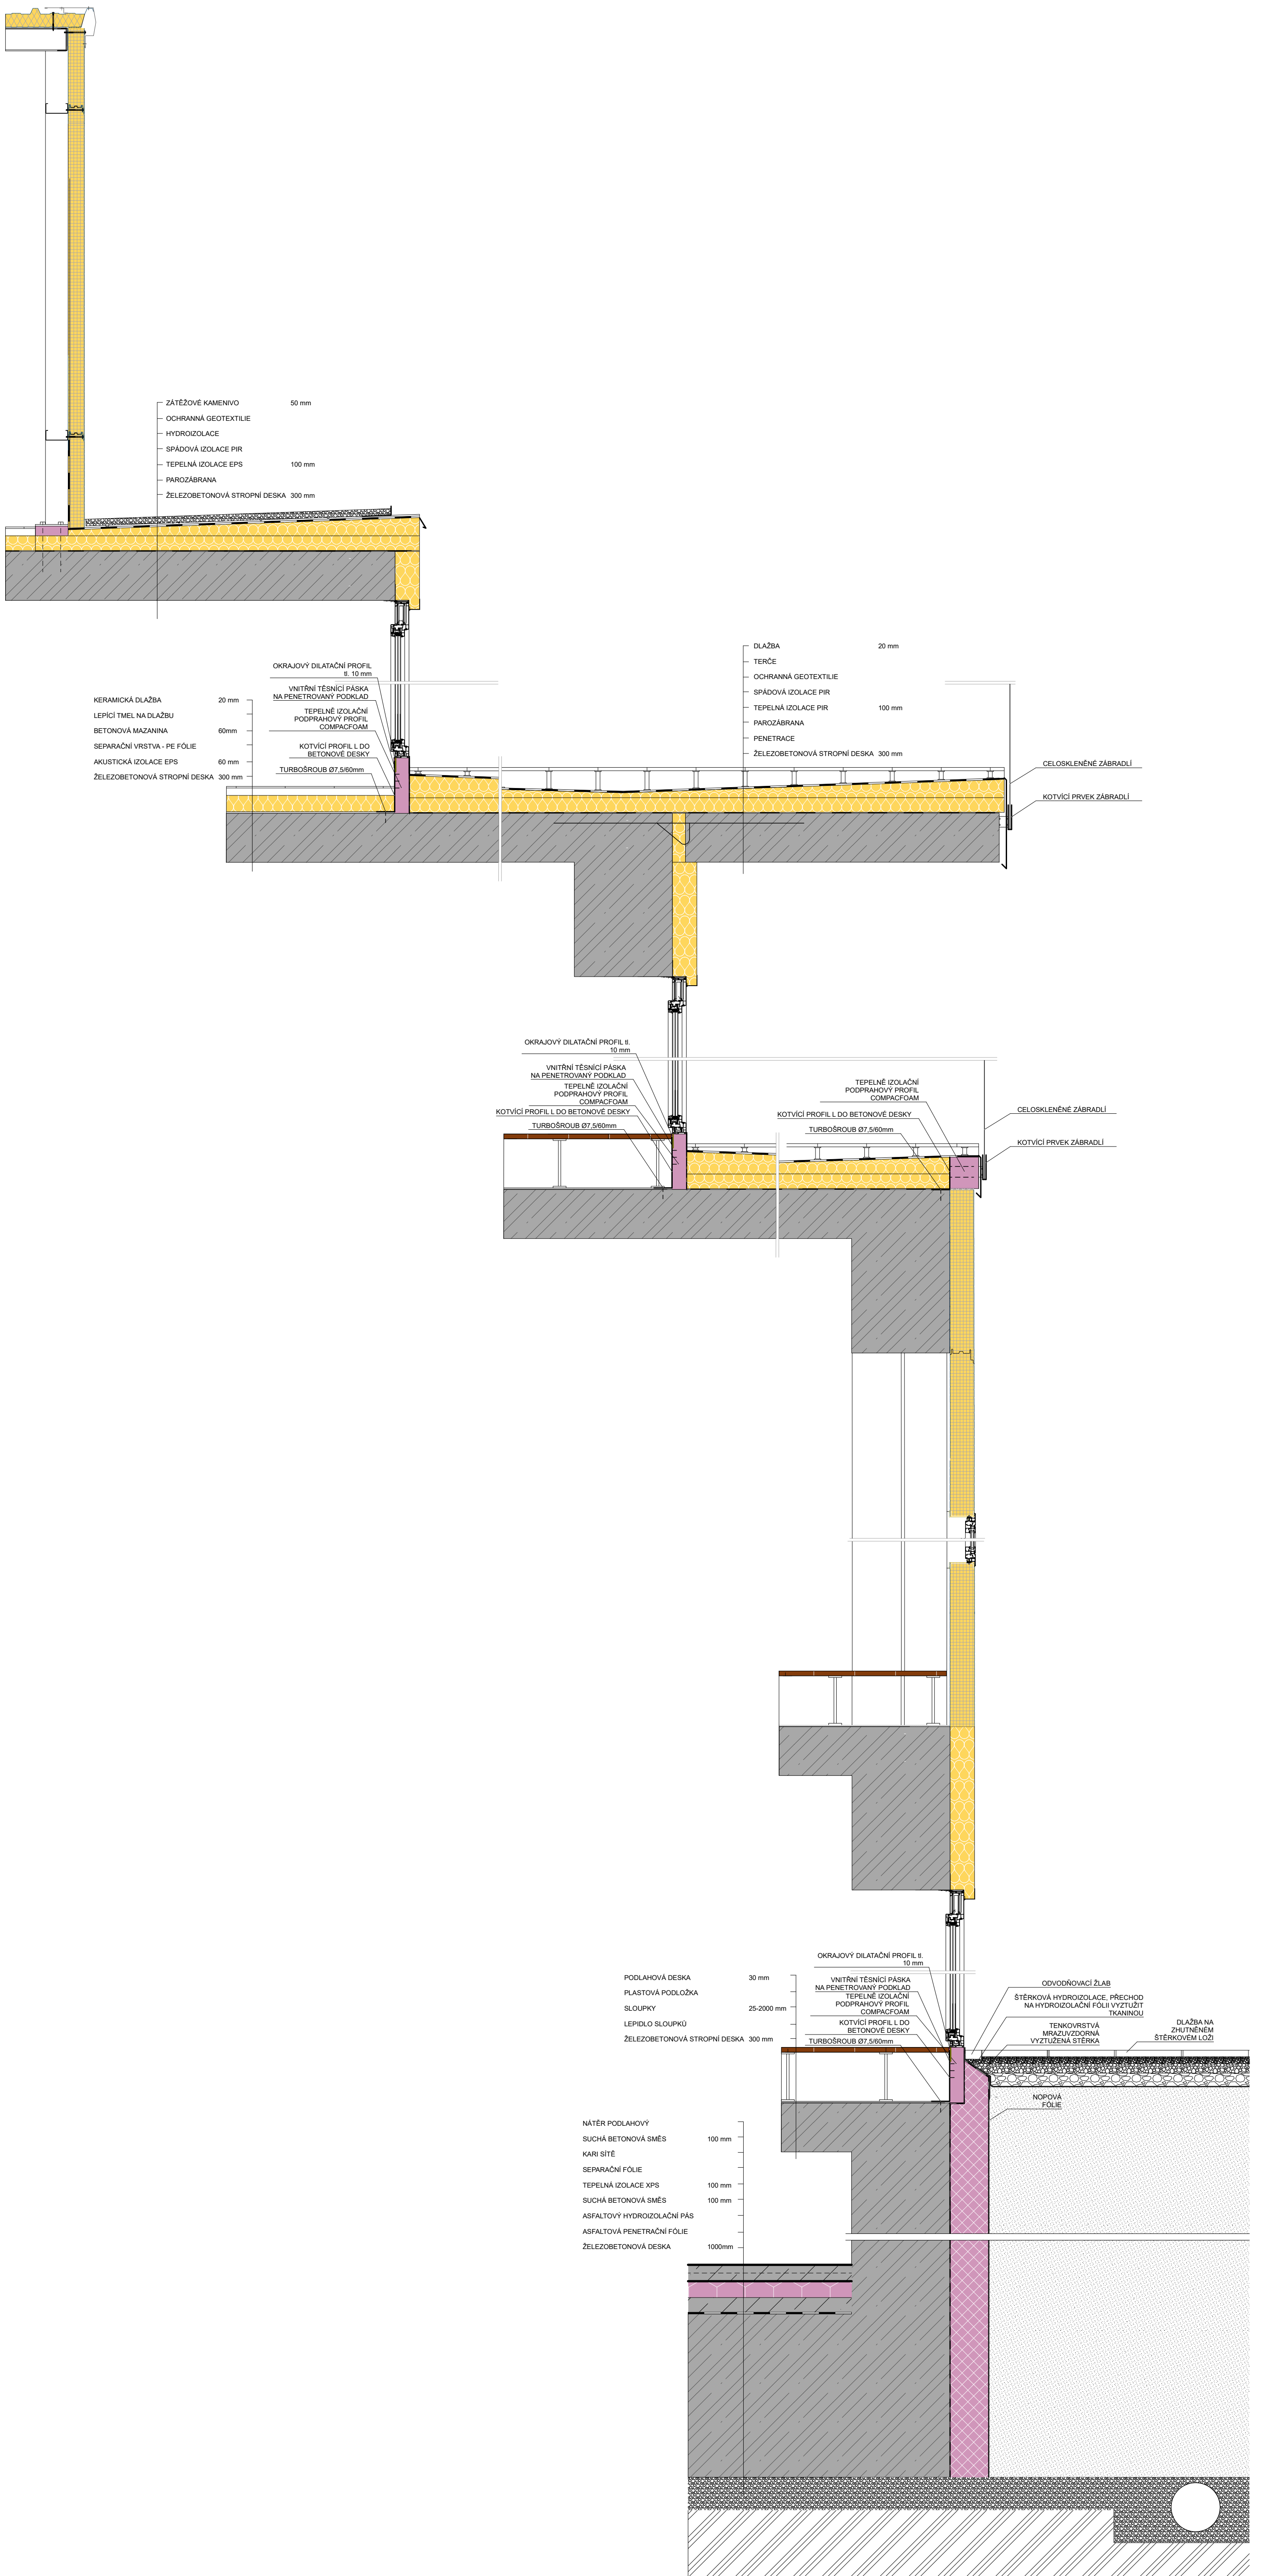 ZÁTĚŽOVÉ KAMENIVO 50 mm
OCHRANNÁ GEOTEXTILIE
HYDROIZOLACE
SPÁDOVÁ IZOLACE PIR
TEPELNÁ IZOLACE EPS 100 mm
PAROZÁBRANA
ŽELEZOBETONOVÁ STROPNÍ DESKA 300 mm
KERAMICKÁ DLAŽBA 20 mm
LEPÍCÍ TMEL NA DLAŽBU
BETONOVÁ MAZANINA 60mm
SEPARAČNÍ VRSTVA - PE FÓLIE
AKUSTICKÁ IZOLACE EPS 60 mm
ŽELEZOBETONOVÁ STROPNÍ DESKA 300 mm
OKRAJOVÝ DILATAČNÍ PROFIL
tl. 10 mm
VNITŘNÍ TĚSNÍCÍ PÁSKA
NA PENETROVANÝ PODKLAD
TEPELNĚ IZOLAČNÍ
PODPRAHOVÝ PROFIL
COMPACFOAM
KOTVÍCÍ PROFIL L DO
BETONOVÉ DESKY
TURBOŠROUB Ø7,5/60mm
DLAŽBA 20 mm
TERČE
OCHRANNÁ GEOTEXTILIE
SPÁDOVÁ IZOLACE PIR
TEPELNÁ IZOLACE PIR 100 mm
PAROZÁBRANA
PENETRACE
ŽELEZOBETONOVÁ STROPNÍ DESKA 300 mm
CELOSKLENĚNÉ ZÁBRADLÍ
KOTVÍCÍ PRVEK ZÁBRADLÍ
OKRAJOVÝ DILATAČNÍ PROFIL tl.
10 mm
VNITŘNÍ TĚSNÍCÍ PÁSKA
NA PENETROVANÝ PODKLAD
TEPELNĚ IZOLAČNÍ
PODPRAHOVÝ PROFIL
COMPACFOAM
KOTVÍCÍ PROFIL L DO BETONOVÉ DESKY
TURBOŠROUB Ø7,5/60mm
TEPELNĚ IZOLAČNÍ
PODPRAHOVÝ PROFIL
COMPACFOAM
KOTVÍCÍ PROFIL L DO BETONOVÉ DESKY
TURBOŠROUB Ø7,5/60mm
CELOSKLENĚNÉ ZÁBRADLÍ
KOTVÍCÍ PRVEK ZÁBRADLÍ
PODLAHOVÁ DESKA 30 mm
PLASTOVÁ PODLOŽKA
SLOUPKY 25-2000 mm
LEPIDLO SLOUPKŮ
ŽELEZOBETONOVÁ STROPNÍ DESKA 300 mm
OKRAJOVÝ DILATAČNÍ PROFIL tl.
10 mm
VNITŘNÍ TĚSNÍCÍ PÁSKA
NA PENETROVANÝ PODKLAD
TEPELNĚ IZOLAČNÍ
PODPRAHOVÝ PROFIL
COMPACFOAM
KOTVÍCÍ PROFIL L DO
BETONOVÉ DESKY
TURBOŠROUB Ø7,5/60mm
ODVODŇOVACÍ ŽLAB
ŠTĚRKOVÁ HYDROIZOLACE, PŘECHOD
NA HYDROIZOLAČNÍ FÓLII VYZTUŽIT
TKANINOU
TENKOVRSTVÁ
MRAZUVZDORNÁ
VYZTUŽENÁ STĚRKA
DLAŽBA NA
ZHUTNĚNÉM
ŠTĚRKOVÉM LOŽI
NOPOVÁ
FÓLIE
NÁTĚR PODLAHOVÝ
SUCHÁ BETONOVÁ SMĚS 100 mm
KARI SÍTĚ
SEPARAČNÍ FÓLIE
TEPELNÁ IZOLACE XPS 100 mm
SUCHÁ BETONOVÁ SMĚS 100 mm
ASFALTOVÝ HYDROIZOLAČNÍ PÁS
ASFALTOVÁ PENETRAČNÍ FÓLIE
ŽELEZOBETONOVÁ DESKA 1000mm